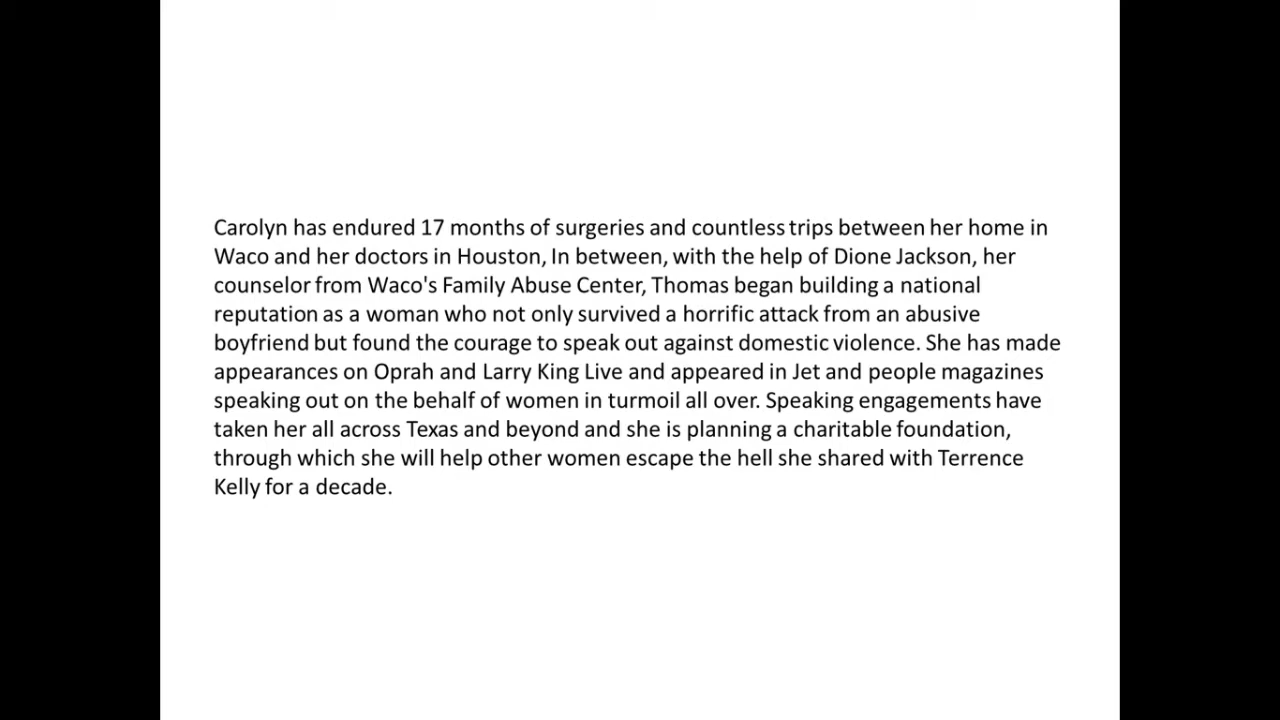 Carolyn has endured 17 months of surgeries and countless trips between her home in
Waco and her doctors in Houston, In between, with the help of Dione Jackson, her
counselor from Waco's Family Abuse Center, Thomas began building a national
reputation as a woman who not only survived a horrific attack from an abusive
boyfriend but found the courage to speak out against domestic violence. She has made
appearances on Oprah and Larry King Live and appeared in Jet and people magazines
speaking out on the behalf of women in turmoil all over. Speaking engagements have
taken her all across Texas and beyond and she is planning a charitable foundation,
through which she will help other women escape the hell she shared with Terrence
Kelly for a decade.